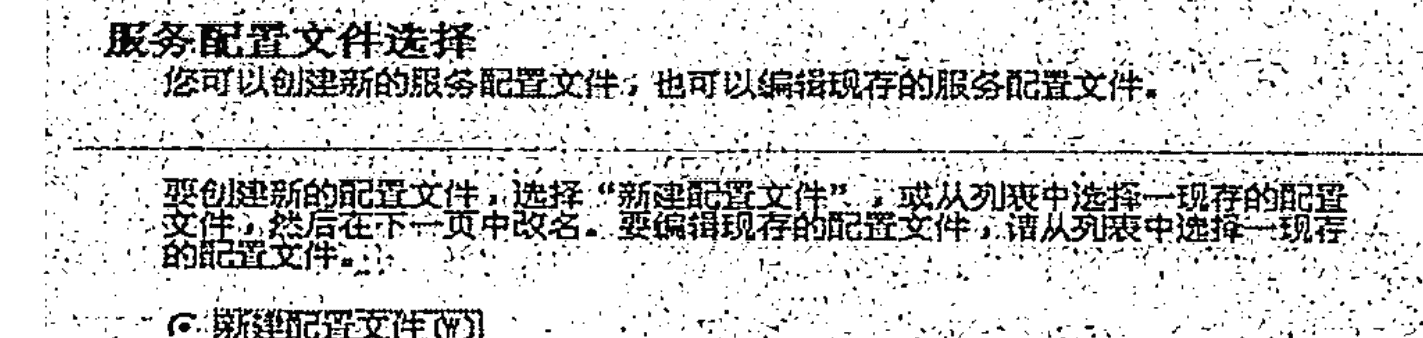 服务配置文件选择
您可以创建新的服务配置文件，也可以编辑现存的服务配置文件。
要创建新的配置文件，选择“新建配置文件”，或从列表中选择一现存的配置
文件，然后在下一页中改名。要编辑现存的配置文件，请从列表中选择一现存
的配置文件。
新建配置文件(W)